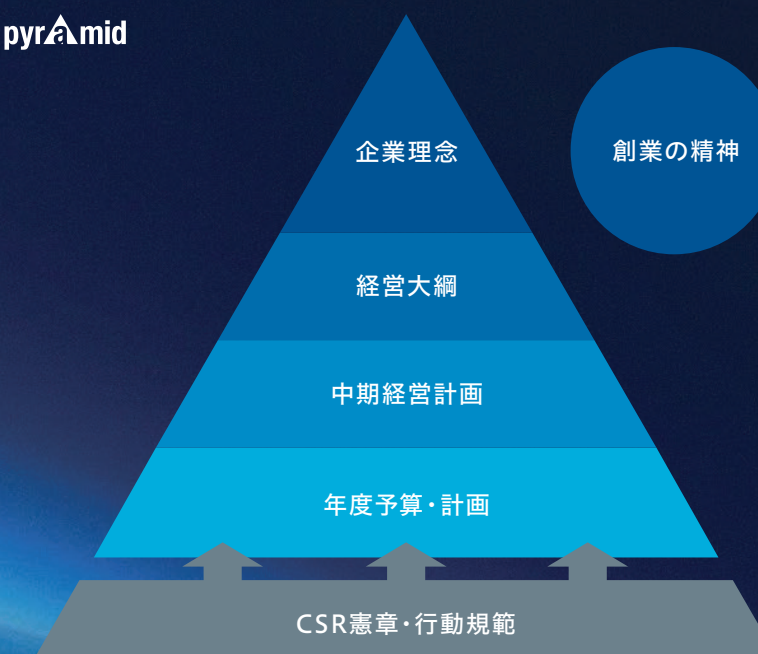 pyramid
企業理念
創業の精神
経営大綱
中期経営計画
年度予算・計画
CSR憲章・行動規範